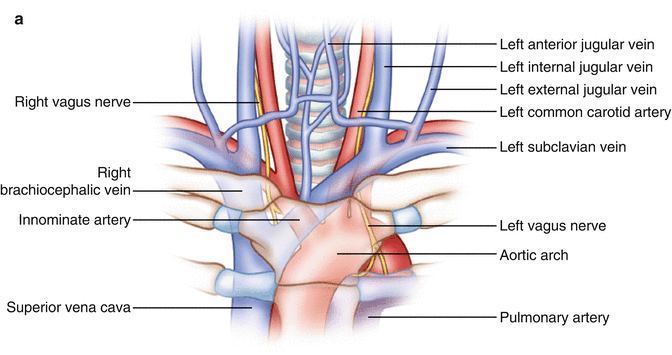 a
Left anterior jugular vein
Left internal jugular vein
Left external jugular vein
Right vagus nerve
Left common carotid artery
Left subclavian vein
Right
brachiocephalic vein
Innominate artery
Left vagus nerve
Aortic arch
Superior vena cava
Pulmonary artery